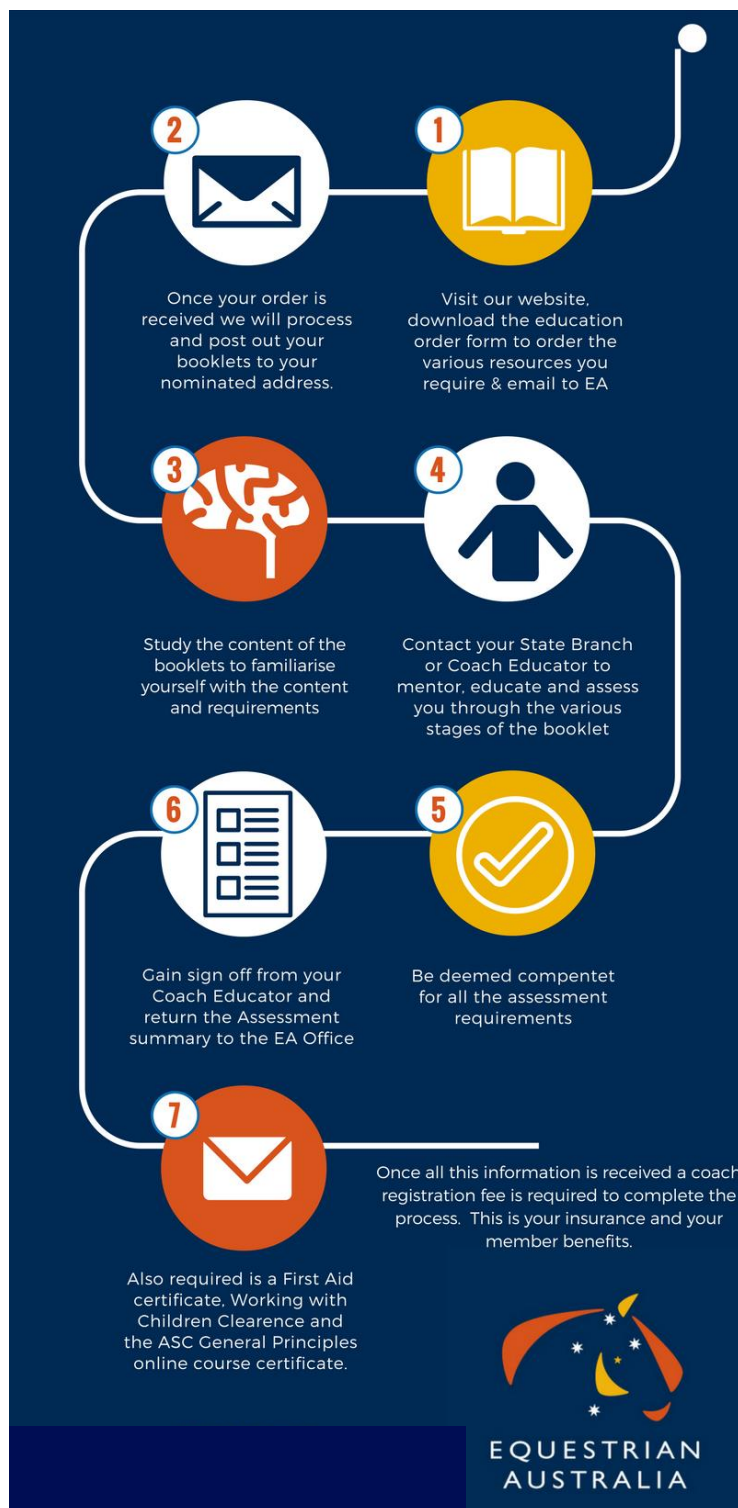 1
Visit our website,
download the education
order form to order the
various resources you
require & email to EA
2
Once your order is
received we will process
and post out your
booklets to your
nominated address.
3
Study the content of the
booklets to familiarise
yourself with the content
and requirements
4
Contact your State Branch
or Coach Educator to
mentor, educate and assess
you through the various
stages of the booklet
5
Be deemed compentet
for all the assessment
requirements
6
Gain sign off from your
Coach Educator and
return the Assessment
summary to the EA Office
7
Also required is a First Aid
certificate, Working with
Children Clearence and
the ASC General Principles
online course certificate.
Once all this information is received a coach
registration fee is required to complete the
process. This is your insurance and your
member benefits.
EQUESTRIAN
AUSTRALIA